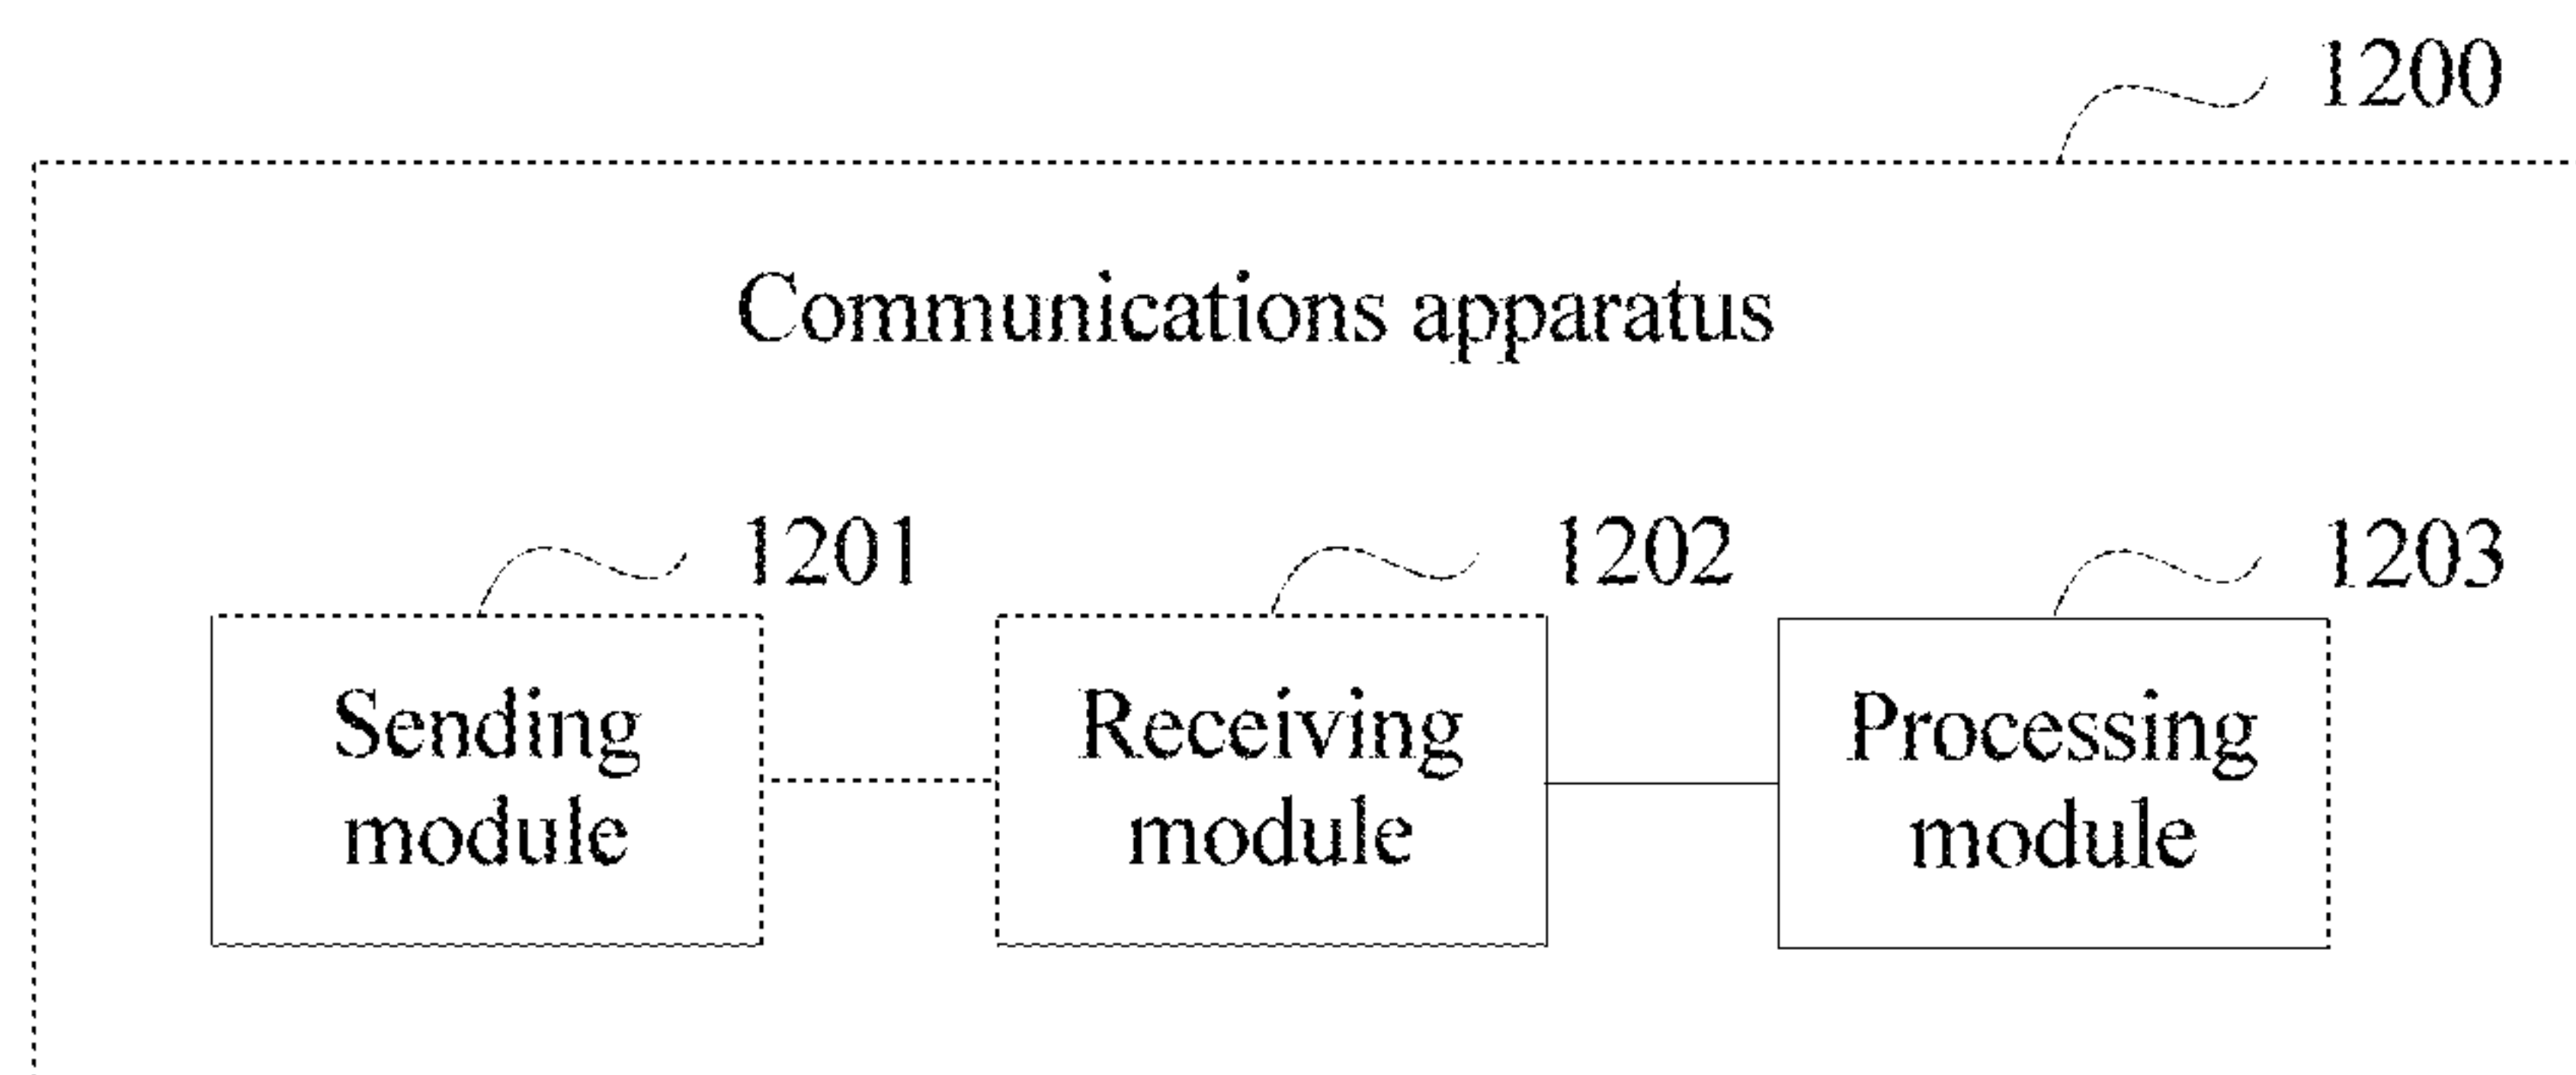 1200
Communications apparatus
1201
1202
1203
Sending
module
Receiving
module
Processing
module